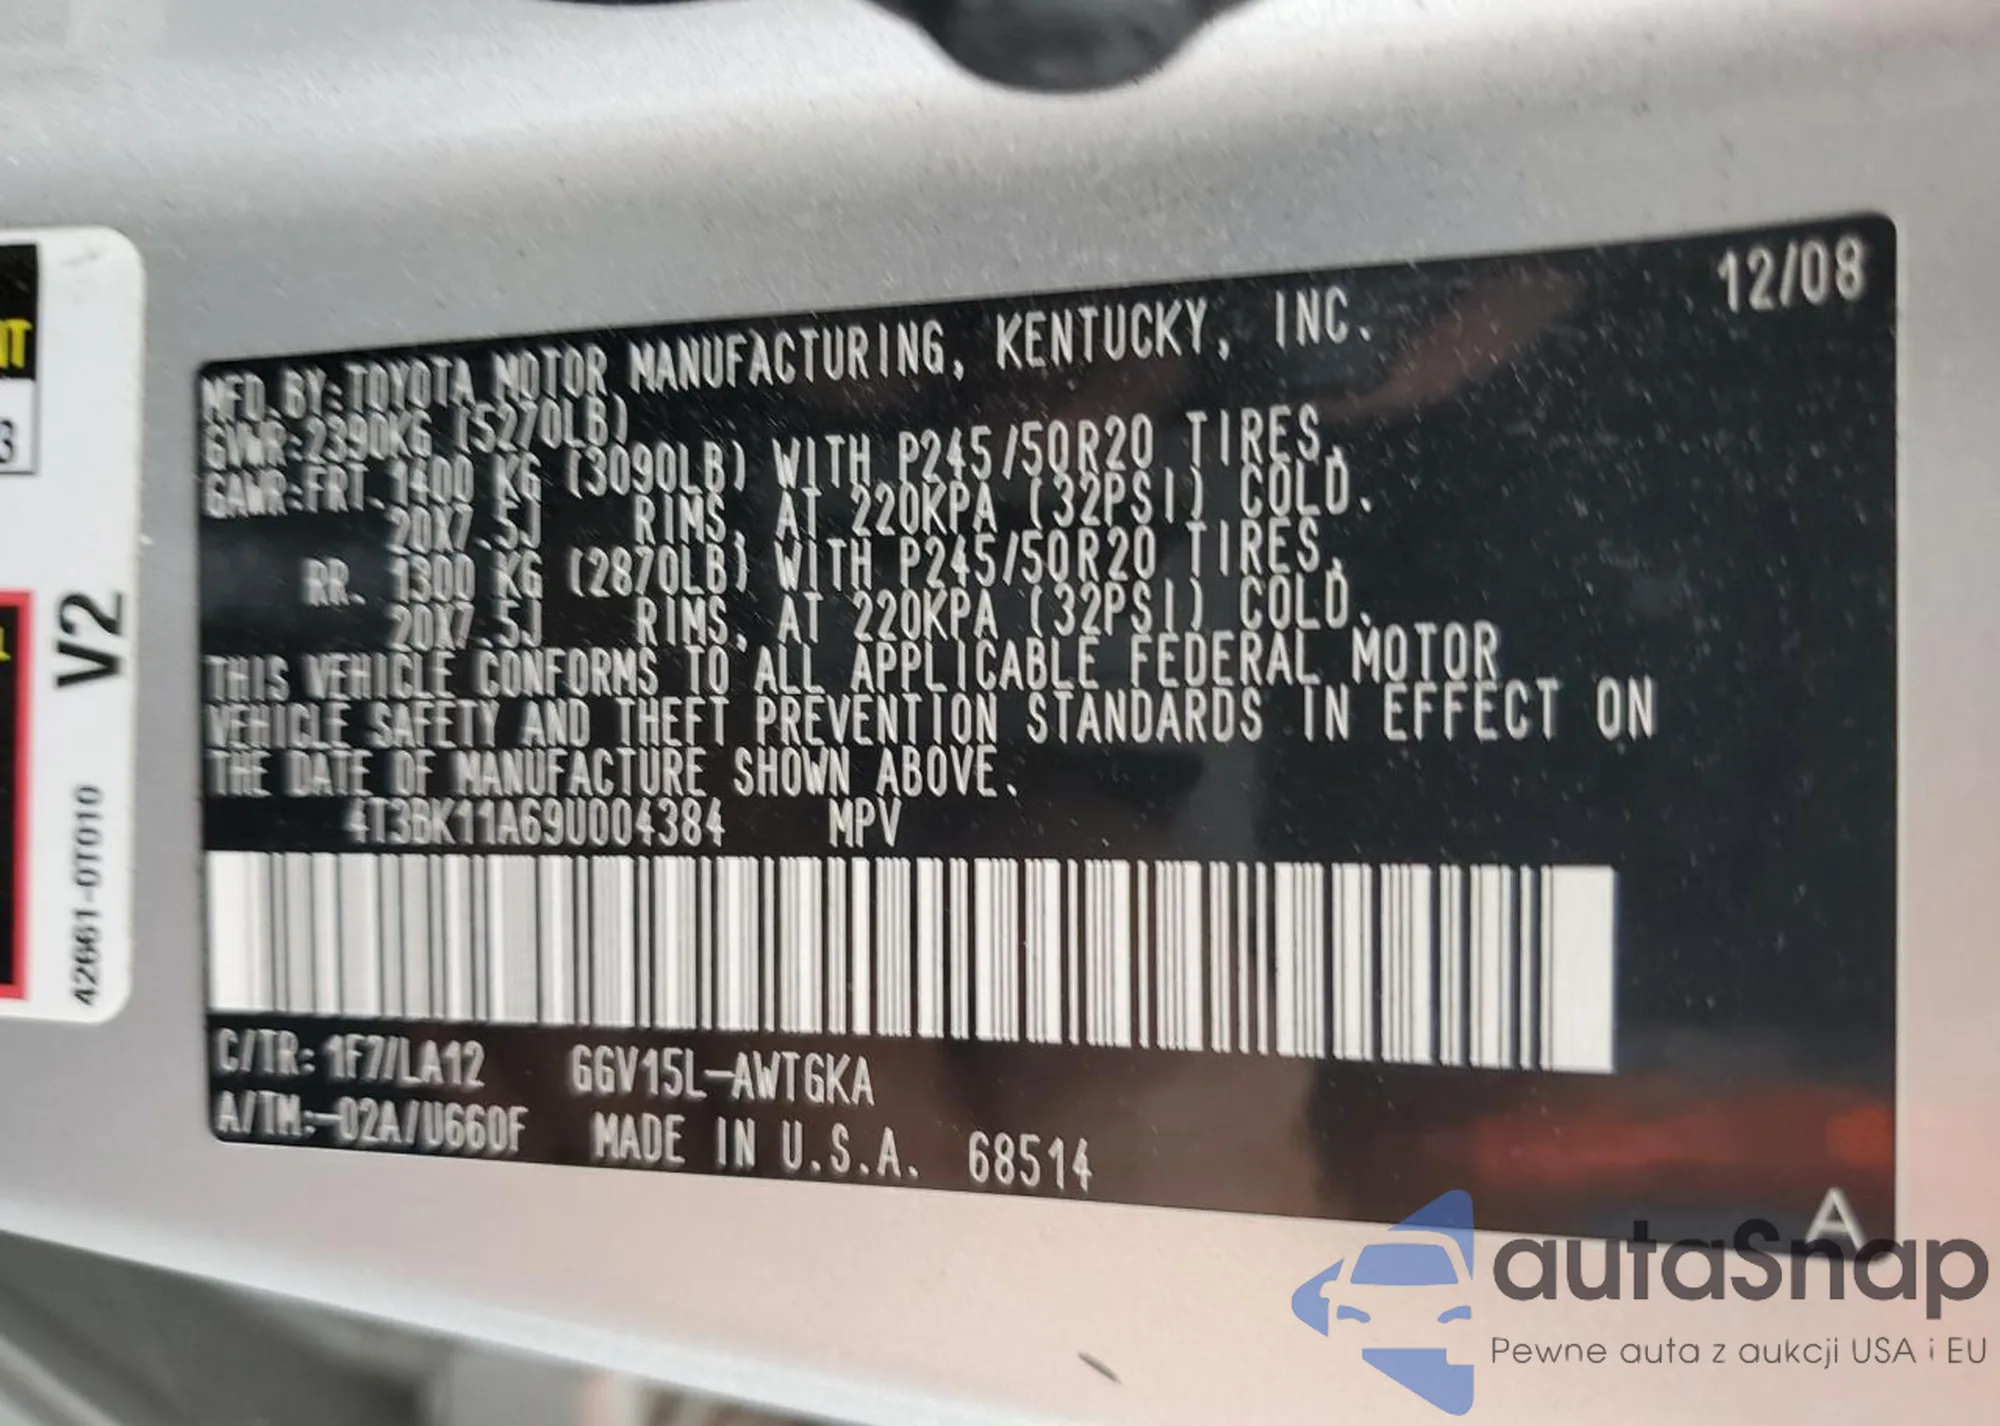 12/08
MFD. BY: TOYOTA MOTOR MANUFACTURING, KENTUCKY, INC.
GVWR:2390KG (5270LB)
GAWR:FRT. 1400 KG (3090LB) WITH P245/50R20 TIRES,
20X7.5J RIMS, AT 220KPA (32PSI) COLD.
RR. 1300 KG (2870LB) WITH P245/50R20 TIRES,
20X7.5J RIMS, AT 220KPA (32PSI) COLD.
THIS VEHICLE CONFORMS TO ALL APPLICABLE FEDERAL MOTOR
VEHICLE SAFETY AND THEFT PREVENTION STANDARDS IN EFFECT ON
THE DATE OF MANUFACTURE SHOWN ABOVE.
4T3BK11A69U004384 MPV
C/TR: 1F7/LA12 GGV15L-AWTGKA
A/TM:-02A/U660F MADE IN U.S.A. 68514
A
V2
42661-0T010
3
autaSnap
Pewne auta z aukcji USA i EU